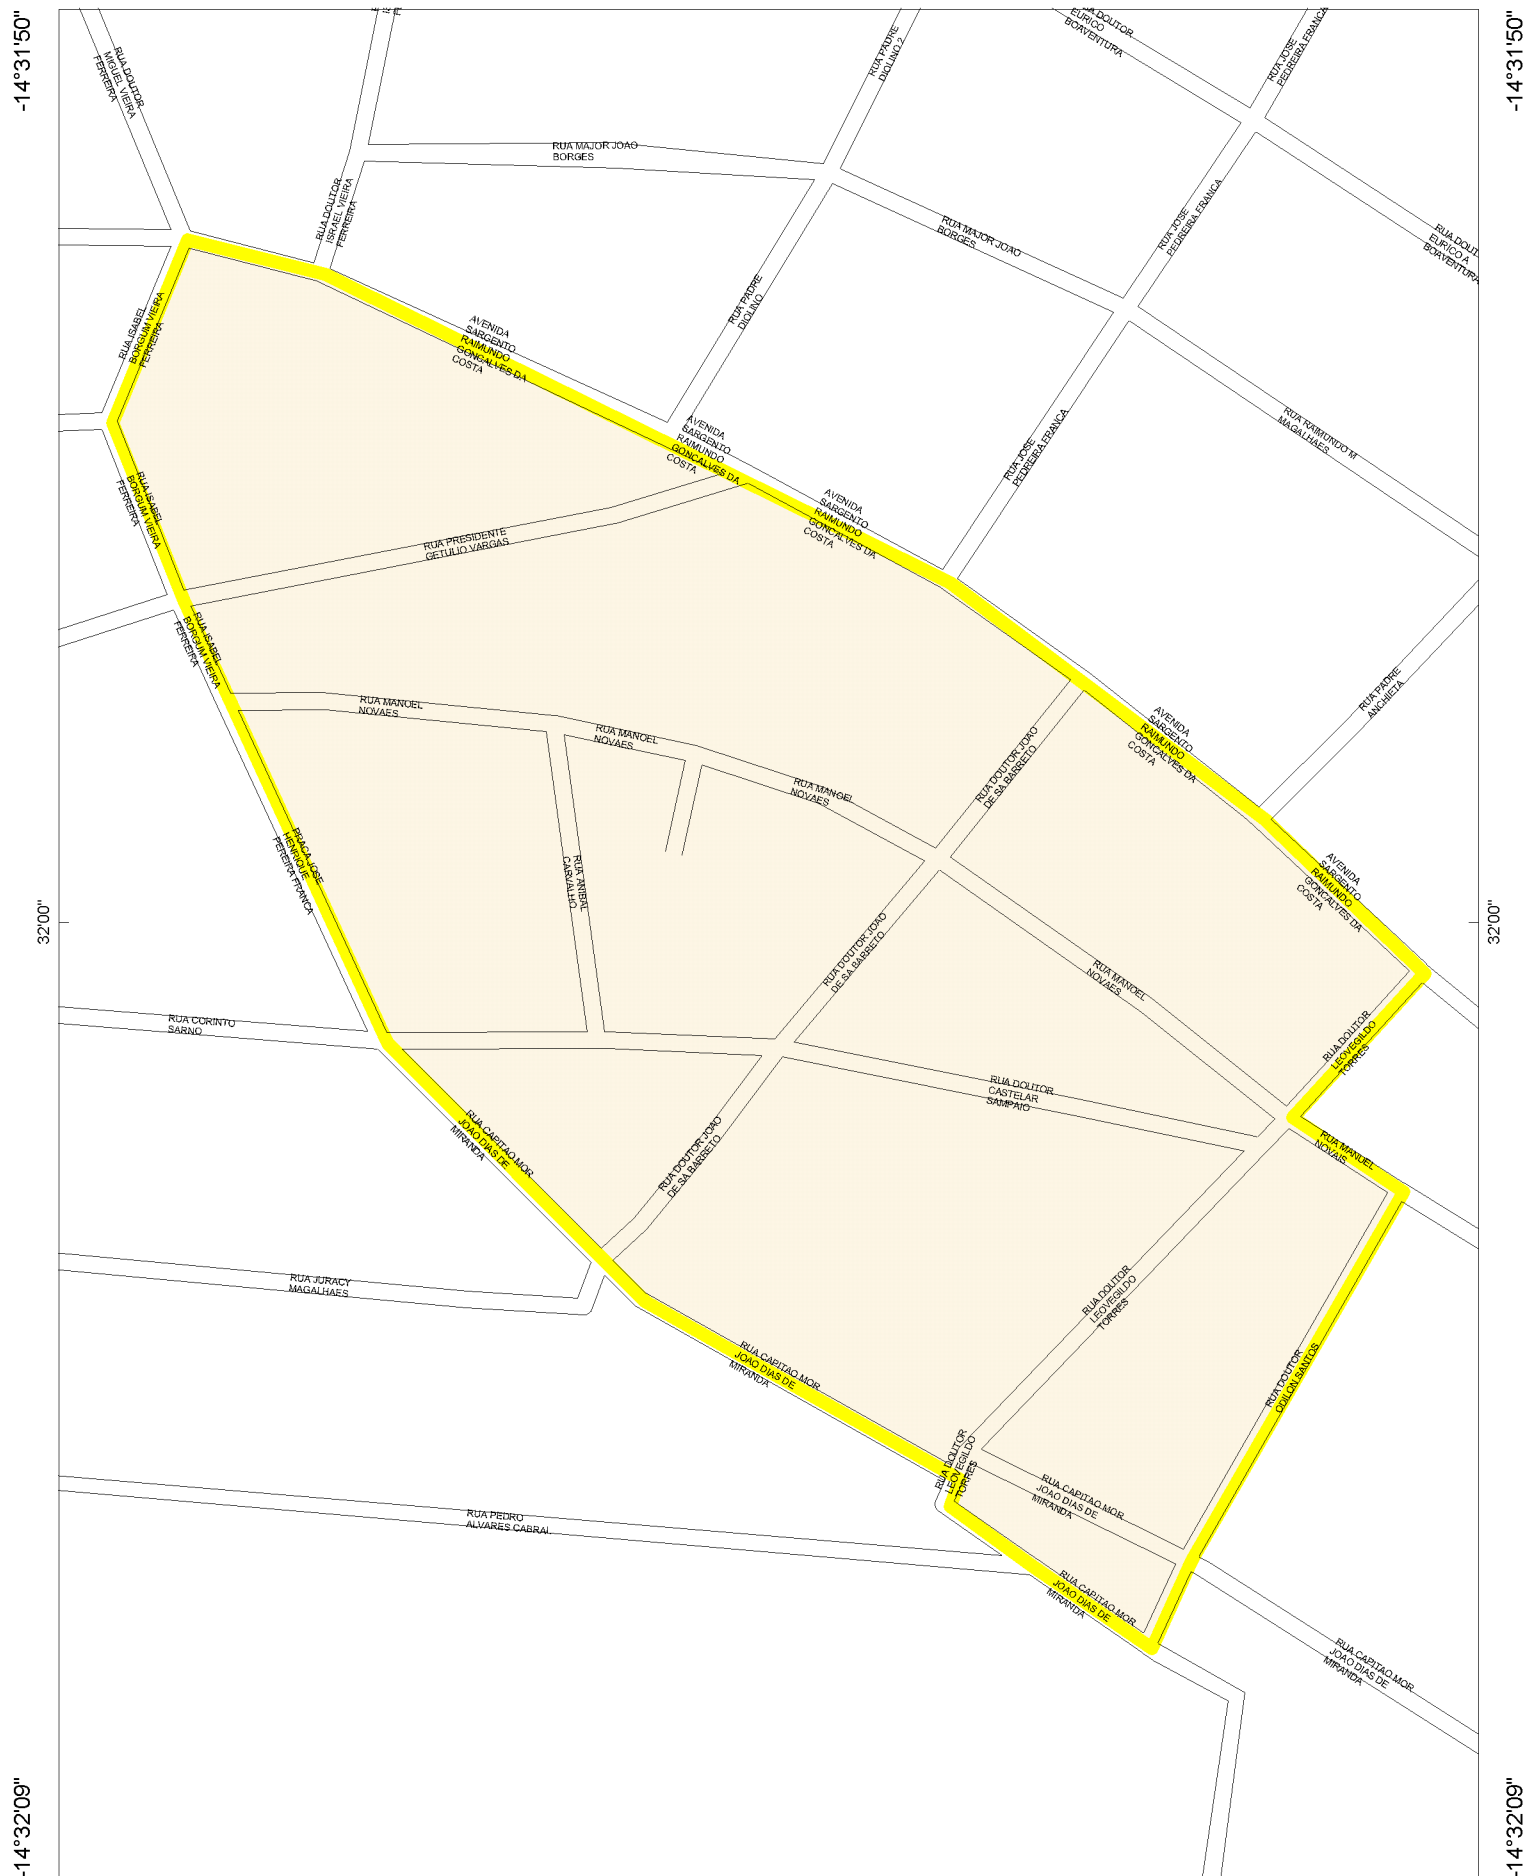 -14°31'50"
-14°31'50"
RUA DOUTOR
MIGUEL VIEIRA
FERREIRA
RUA PADRE
DIOLINO 2
DOUTOR
EURICO
BOAVENTURA
RUA JOSE
PEDREIRA FRANCA
RUA MAJOR JOAO
BORGES
RUA DOUTOR
ISRAEL VIEIRA
FERREIRA
RUA JOSE
PEDREIRA FRANCA
RUA MAJOR JOAO
BORGES
EURICO A
BOAVENTURA
RUA ISABEL
BORGUM VIEIRA
FERREIRA
RUA PADRE
DIOLINO
AVENIDA
SARGENTO
RAIMUNDO
GONCALVES DA
COSTA
AVENIDA
SARGENTO
RAIMUNDO
GONCALVES DA
COSTA
RUA JOSE
PEDREIRA FRANCA
RUA RAIMUNDO M
MAGALHAES
RUA ISABEL
BORGUM VIEIRA
FERREIRA
AVENIDA
SARGENTO
RAIMUNDO
GONCALVES DA
COSTA
RUA PRESIDENTE
GETULIO VARGAS
RUA ISABEL
BORGUM VIEIRA
FERREIRA
RUA PADRE
ANCHIETA
RUA MANOEL
NOVAES
RUA MANOEL
NOVAES
RUA DOUTOR JOAO
DE SA BARRETO
AVENIDA
SARGENTO
RAIMUNDO
GONCALVES DA
COSTA
RUA MANOEL
NOVAES
PRACA JOSE
HENRIQUE
PEREIRA FRANCA
RUA ANIBAL
CARVALHO
AVENIDA
SARGENTO
RAIMUNDO
GONCALVES DA
COSTA
32'00"
32'00"
RUA DOUTOR JOAO
DE SA BARRETO
RUA MANOEL
NOVAES
RUA CORINTO
SARNO
RUA DOUTOR
LEOVEGILDO
TORRES
RUA DOUTOR
CASTELAR
SAMPAIO
RUA CAPITAO MOR
JOAO DIAS DE
MIRANDA
RUA DOUTOR JOAO
DE SA BARRETO
RUA MANUEL
NOVAIS
RUA JURACY
MAGALHAES
RUA DOUTOR
LEOVEGILDO
TORRES
RUA CAPITAO MOR
JOAO DIAS DE
MIRANDA
RUA DOUTOR
ODILON SANTOS
RUA DOUTOR
LEOVEGILDO
TORRES
RUA CAPITAO MOR
JOAO DIAS DE
MIRANDA
RUA PEDRO
ALVARES CABRAL
RUA CAPITAO MOR
JOAO DIAS DE
MIRANDA
RUA CAPITAO MOR
JOAO DIAS DE
MIRANDA
-14°32'09"
-14°32'09"